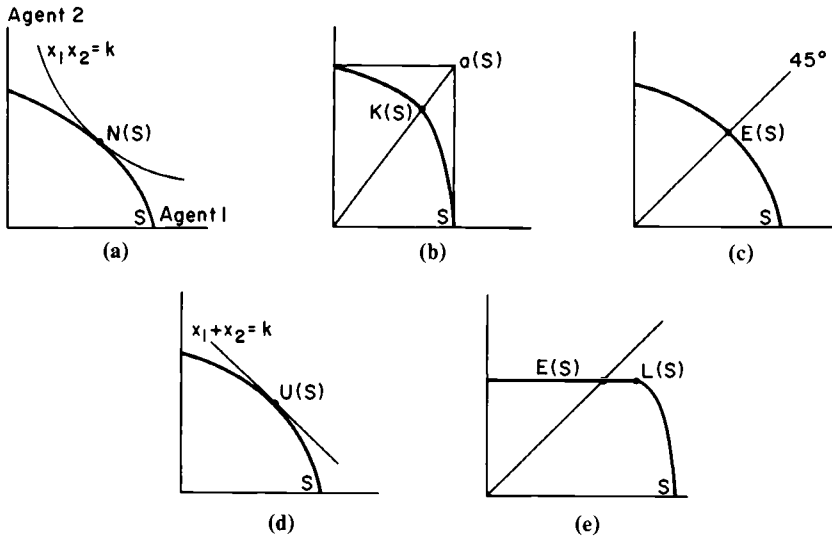 Agent 2
x₁x₂=k
N(S)
S
Agent 1
(a)
a(S)
K(S)
S
(b)
45°
E(S)
S
(c)
x₁+x₂=k
U(S)
S
(d)
E(S)
L(S)
S
(e)